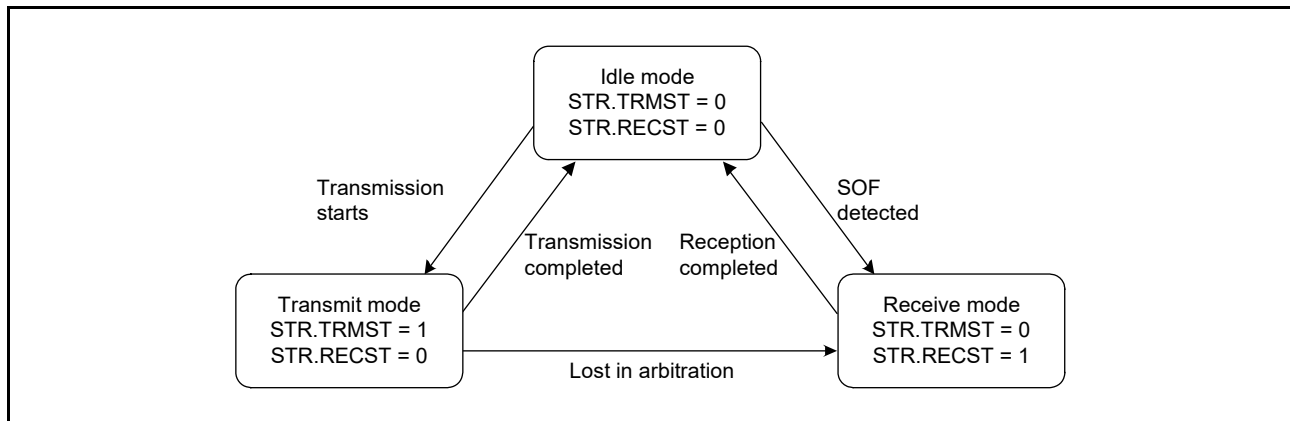 Idle mode
STR.TRMST = 0
STR.RECST = 0
Transmission
starts
SOF
detected
Transmission
completed
Reception
completed
Transmit mode
STR.TRMST = 1
STR.RECST = 0
Receive mode
STR.TRMST = 0
STR.RECST = 1
Lost in arbitration